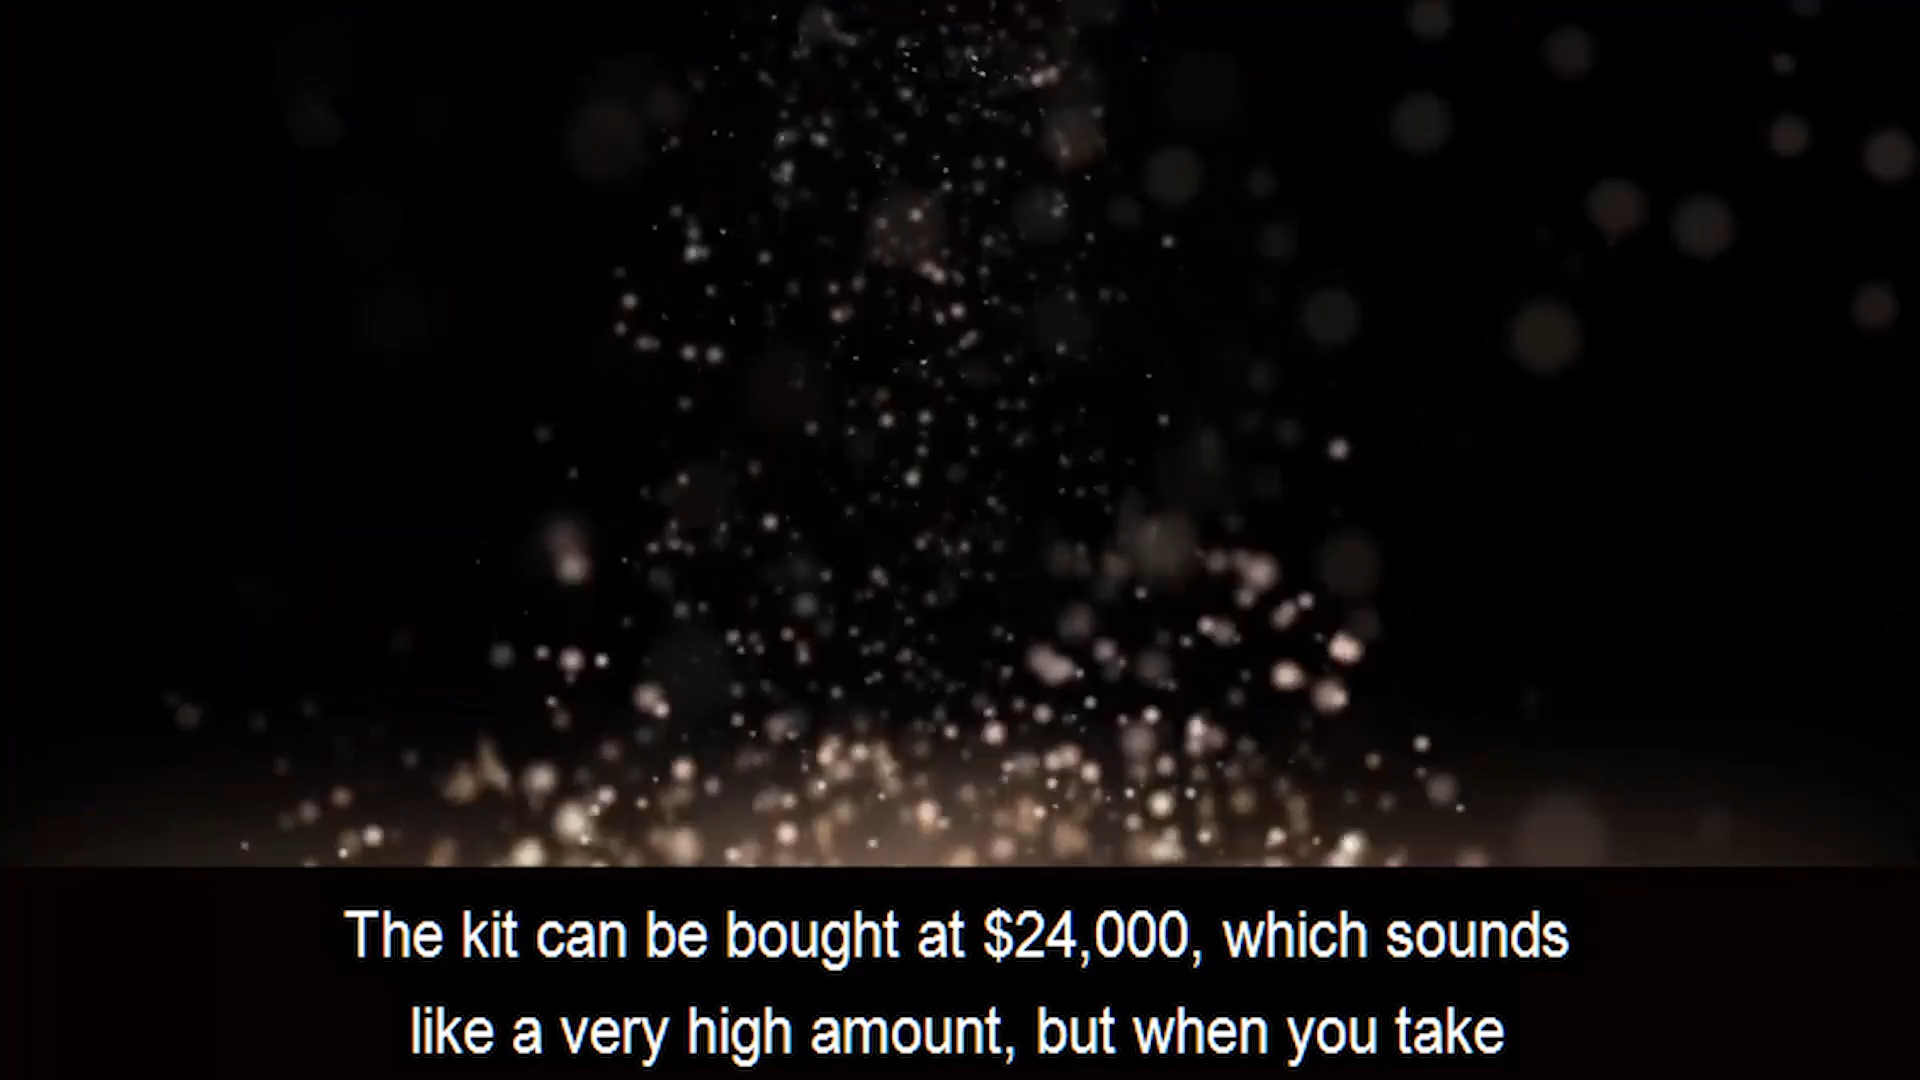 The kit can be bought at $24,000, which sounds
like a very high amount, but when you take